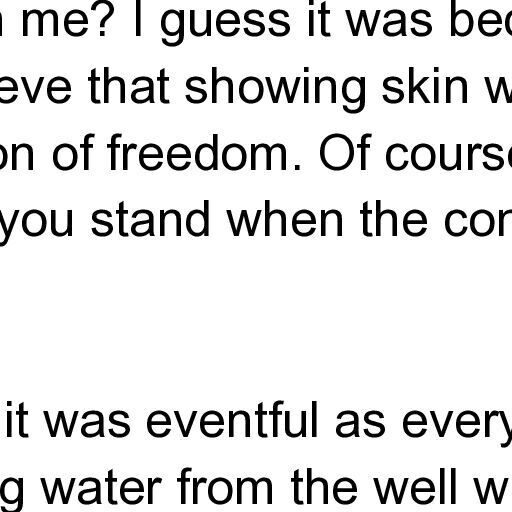 me? I guess it was bec
eve that showing skin w
on of freedom. Of course
you stand when the con
it was eventful as every
g water from the well w